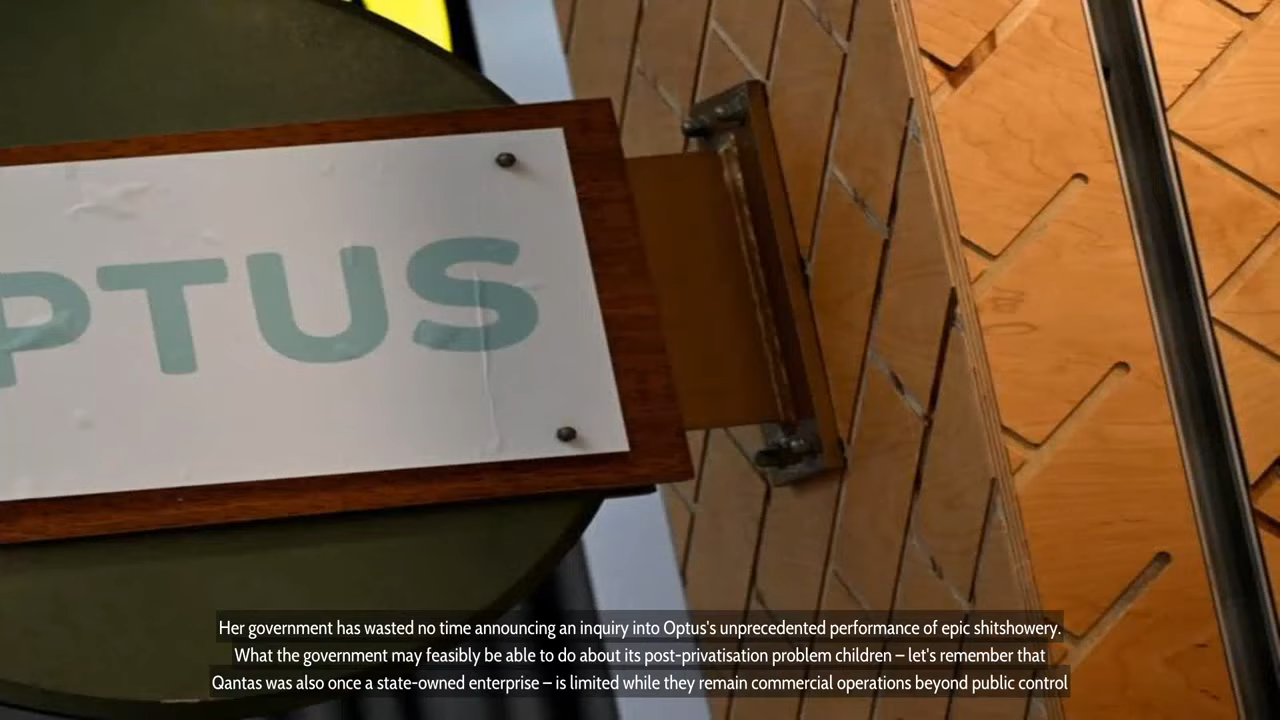 PTUS
Her government has wasted no time announcing an inquiry into Optus's unprecedented performance of epic shitshowery.
What the government may feasibly be able to do about its post-privatisation problem children – let's remember that
Qantas was also once a state-owned enterprise – is limited while they remain commercial operations beyond public control